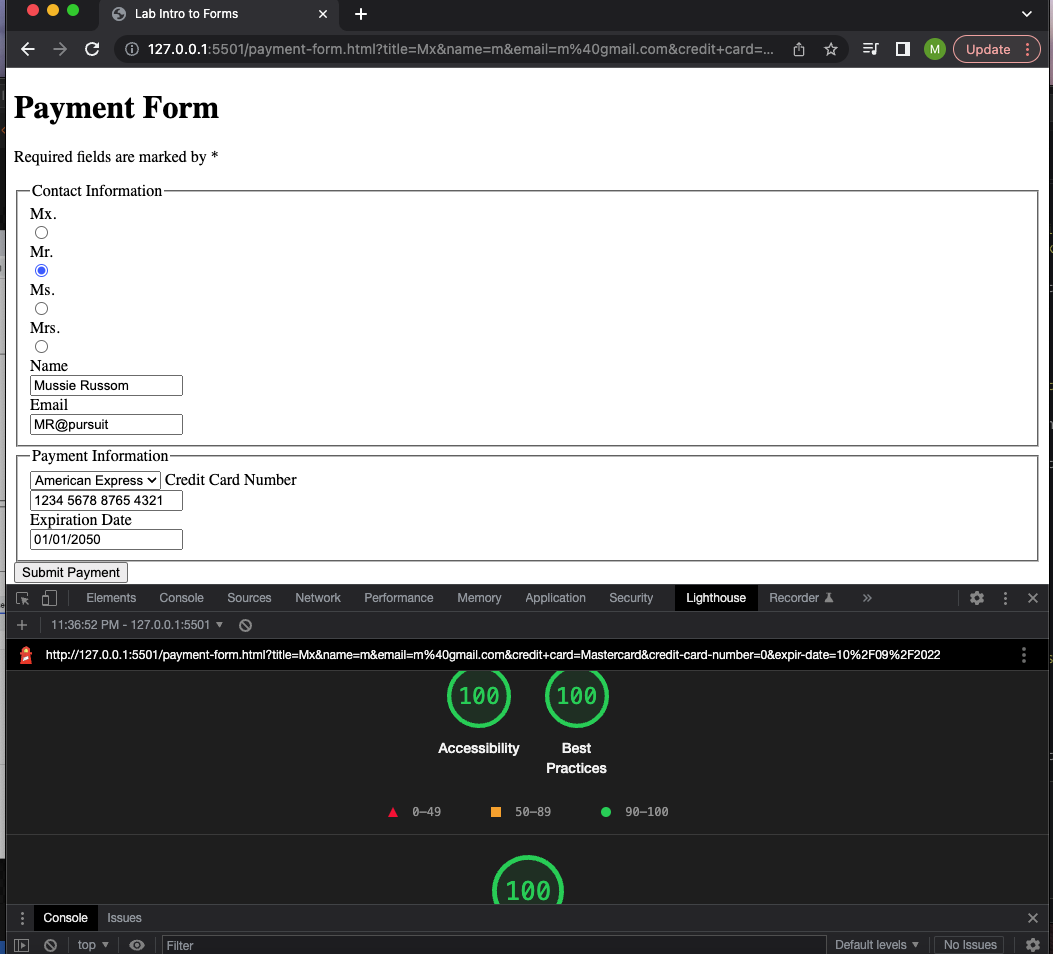 Lab Intro to Forms
127.0.0.1:5501/payment-form.html?title=Mx&name=m&email=m%40gmail.com&credit+card=...
M
Update
Payment Form
Required fields are marked by *
Contact Information
Mx.
Mr.
Ms.
Mrs.
Name
Mussie Russom
Email
MR@pursuit
Payment Information
American Express Credit Card Number
1234 5678 8765 4321
Expiration Date
01/01/2050
Submit Payment
Elements Console Sources Network Performance Memory Application Security Lighthouse Recorder
11:36:52 PM - 127.0.0.1:5501
http://127.0.0.1:5501/payment-form.html?title=Mx&name=m&email=m%40gmail.com&credit+card=Mastercard&credit-card-number=0&expir-date=10%2F09%2F2022
100 100
Accessibility Best
Practices
0–49 50–89 90–100
100
Console Issues
top Filter Default levels No Issues